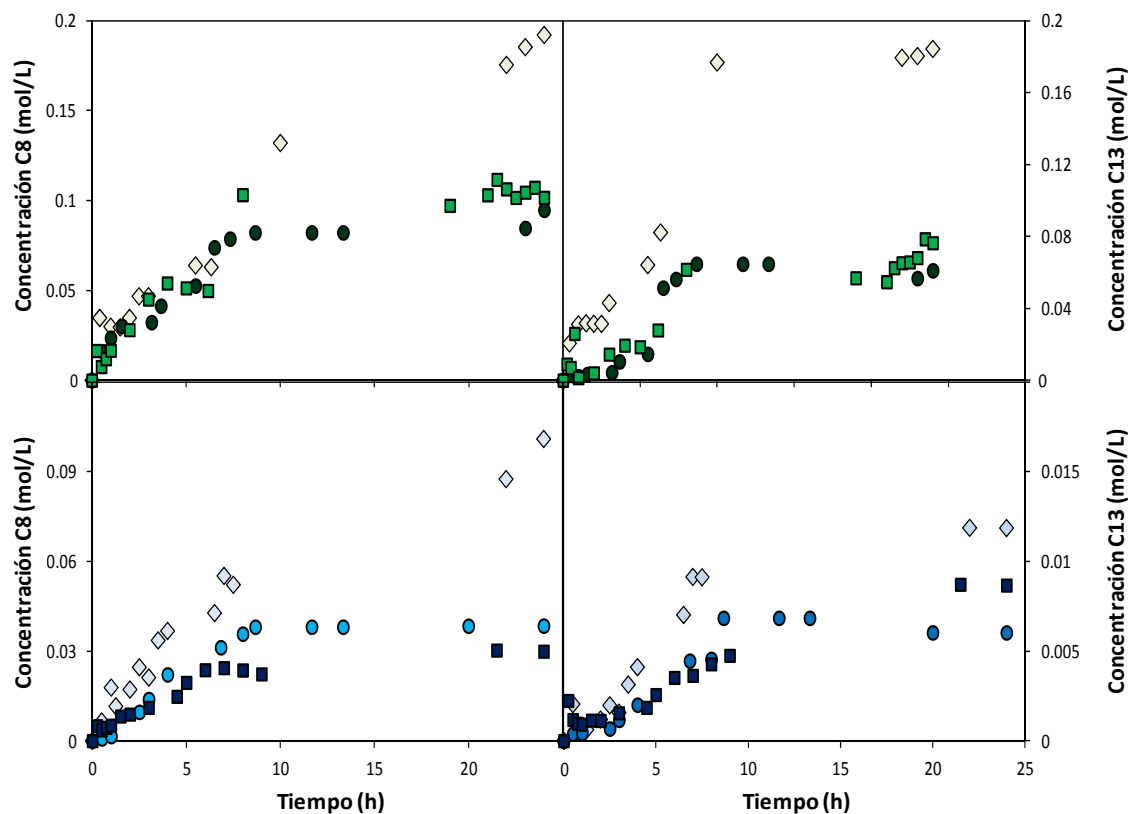 0.2
0.15
0.1
0.05
0
Concentración C8 (mol/L)
0.2
0.16
0.12
0.08
0.04
0
Concentración C13 (mol/L)
0.09
0.06
0.03
0
Concentración C8 (mol/L)
0.015
0.01
0.005
0
Concentración C13 (mol/L)
0 5 10 15 20
0 5 10 15 20 25
Tiempo (h)
Tiempo (h)